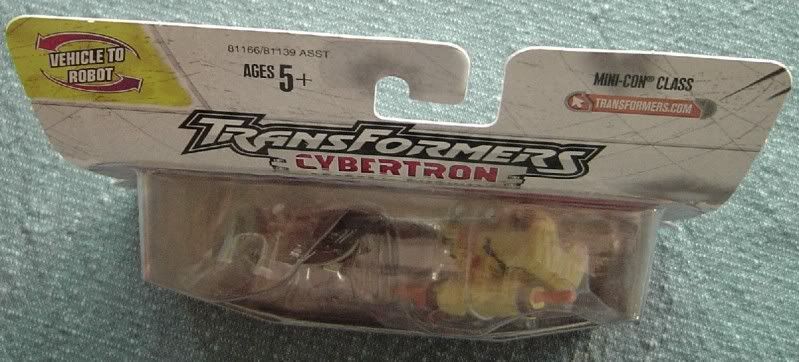 VEHICLE TO
ROBOT
81166/81139 ASST
AGES 5+
MINI-CON® CLASS
TRANSFORMERS.COM
TRANSFORMERS
CYBERTRON